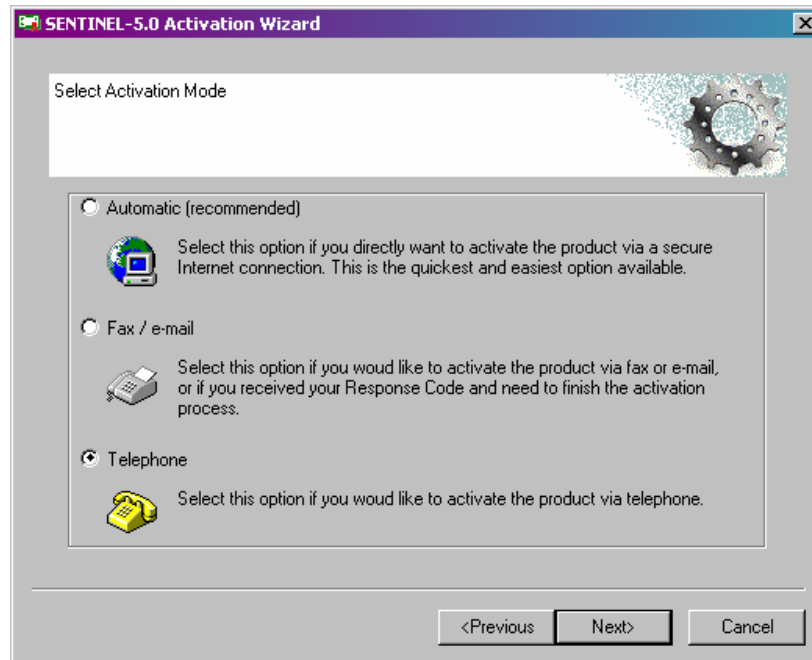 SENTINEL-5.0 Activation Wizard
Select Activation Mode
Automatic (recommended)
Select this option if you directly want to activate the product via a secure
Internet connection. This is the quickest and easiest option available.
Fax / e-mail
Select this option if you woud like to activate the product via fax or e-mail,
or if you received your Response Code and need to finish the activation
process.
Telephone
Select this option if you woud like to activate the product via telephone.
<Previous
Next>
Cancel